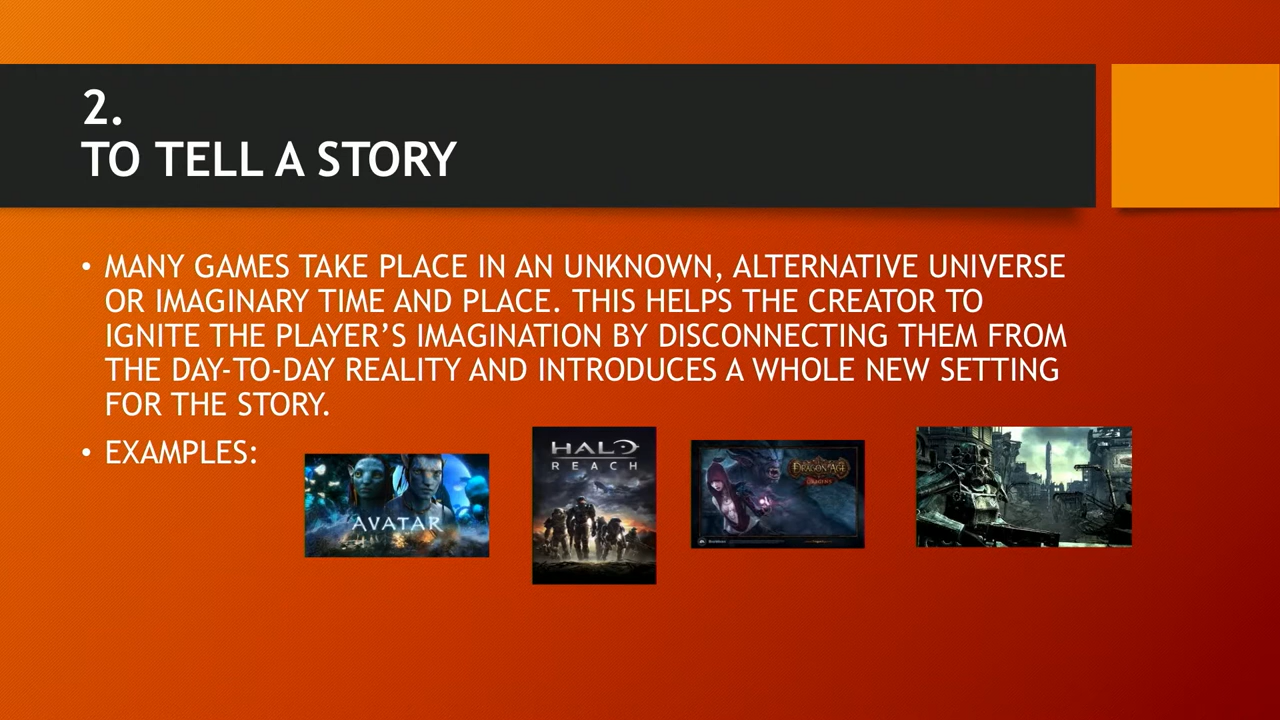 2.
TO TELL A STORY
• MANY GAMES TAKE PLACE IN AN UNKNOWN, ALTERNATIVE UNIVERSE
OR IMAGINARY TIME AND PLACE. THIS HELPS THE CREATOR TO
IGNITE THE PLAYER’S IMAGINATION BY DISCONNECTING THEM FROM
THE DAY-TO-DAY REALITY AND INTRODUCES A WHOLE NEW SETTING
FOR THE STORY.
• EXAMPLES:
AVATAR
HALO
REACH
DRAGON AGE
ORIGINS